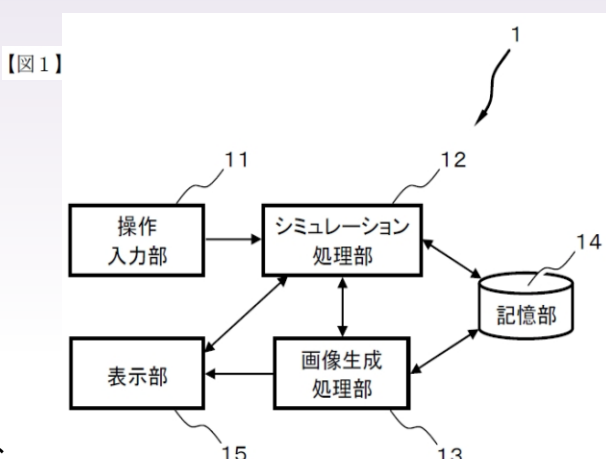 【図1】
1
11
12
操作
入力部
シミュレーション
処理部
14
記憶部
表示部
画像生成
処理部
15
13
、